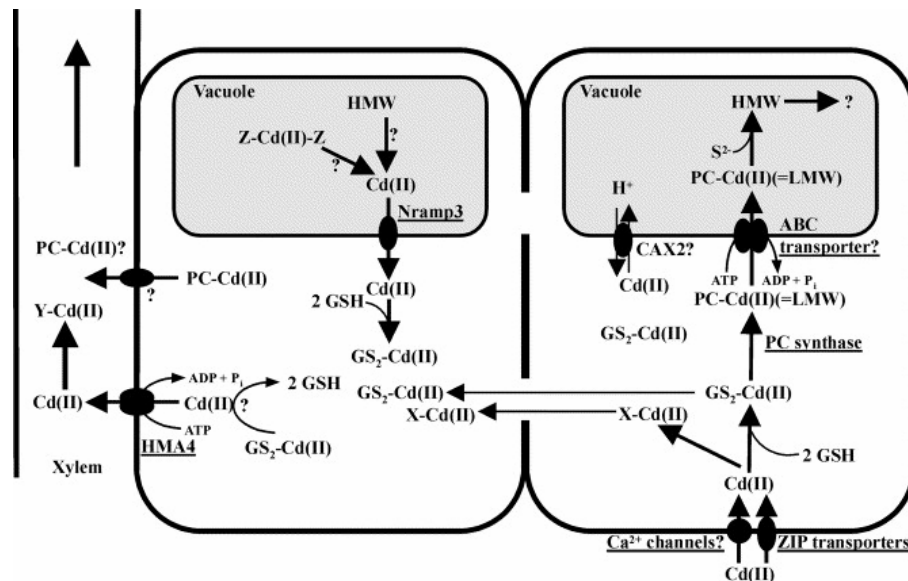 Vacuole
HMW
?
Z-Cd(II)-Z
?
Cd(II)
Nramp3
Cd(II)
2 GSH
GS₂-Cd(II)
PC-Cd(II)?
PC-Cd(II)
?
Y-Cd(II)
Cd(II)
ADP + Pᵢ
Cd(II)
?
2 GSH
ATP
HMA4
GS₂-Cd(II)
Xylem
GS₂-Cd(II)
X-Cd(II)
Vacuole
HMW
?
S²⁻
PC-Cd(II)(=LMW)
H⁺
CAX2?
Cd(II)
ABC
transporter?
ATP
ADP + Pᵢ
PC-Cd(II)(=LMW)
GS₂-Cd(II)
PC synthase
GS₂-Cd(II)
X-Cd(II)
2 GSH
Cd(II)
Ca²⁺ channels?
ZIP transporters
Cd(II)